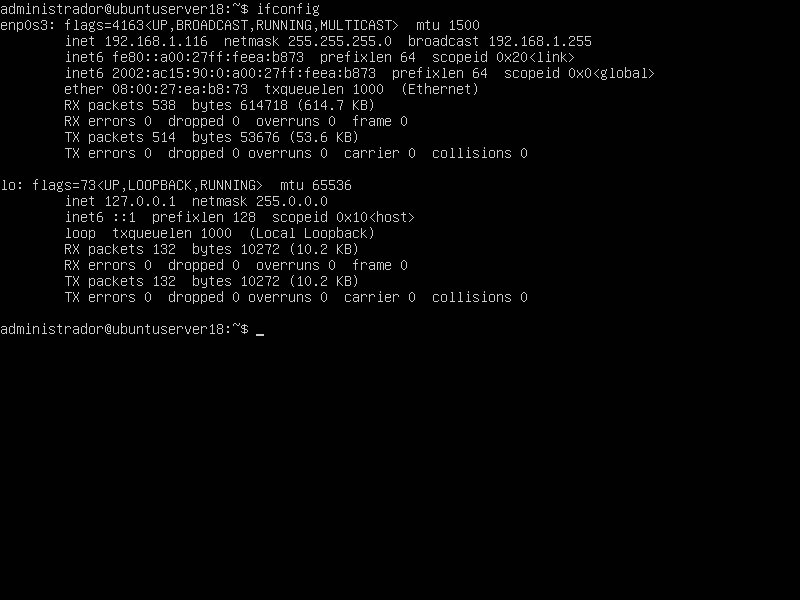 administrador@ubuntuserver18:~$ ifconfig
enp0s3: flags=4163<UP,BROADCAST,RUNNING,MULTICAST>  mtu 1500
        inet 192.168.1.116  netmask 255.255.255.0  broadcast 192.168.1.255
        inet6 fe80::a00:27ff:feea:b873  prefixlen 64  scopeid 0x20<link>
        inet6 2002:ac15:90:0:a00:27ff:feea:b873  prefixlen 64  scopeid 0x0<global>
        ether 08:00:27:ea:b8:73  txqueuelen 1000  (Ethernet)
        RX packets 538  bytes 614718 (614.7 KB)
        RX errors 0  dropped 0  overruns 0  frame 0
        TX packets 514  bytes 53676 (53.6 KB)
        TX errors 0  dropped 0 overruns 0  carrier 0  collisions 0

lo: flags=73<UP,LOOPBACK,RUNNING>  mtu 65536
        inet 127.0.0.1  netmask 255.0.0.0
        inet6 ::1  prefixlen 128  scopeid 0x10<host>
        loop  txqueuelen 1000  (Local Loopback)
        RX packets 132  bytes 10272 (10.2 KB)
        RX errors 0  dropped 0  overruns 0  frame 0
        TX packets 132  bytes 10272 (10.2 KB)
        TX errors 0  dropped 0 overruns 0  carrier 0  collisions 0

administrador@ubuntuserver18:~$ _